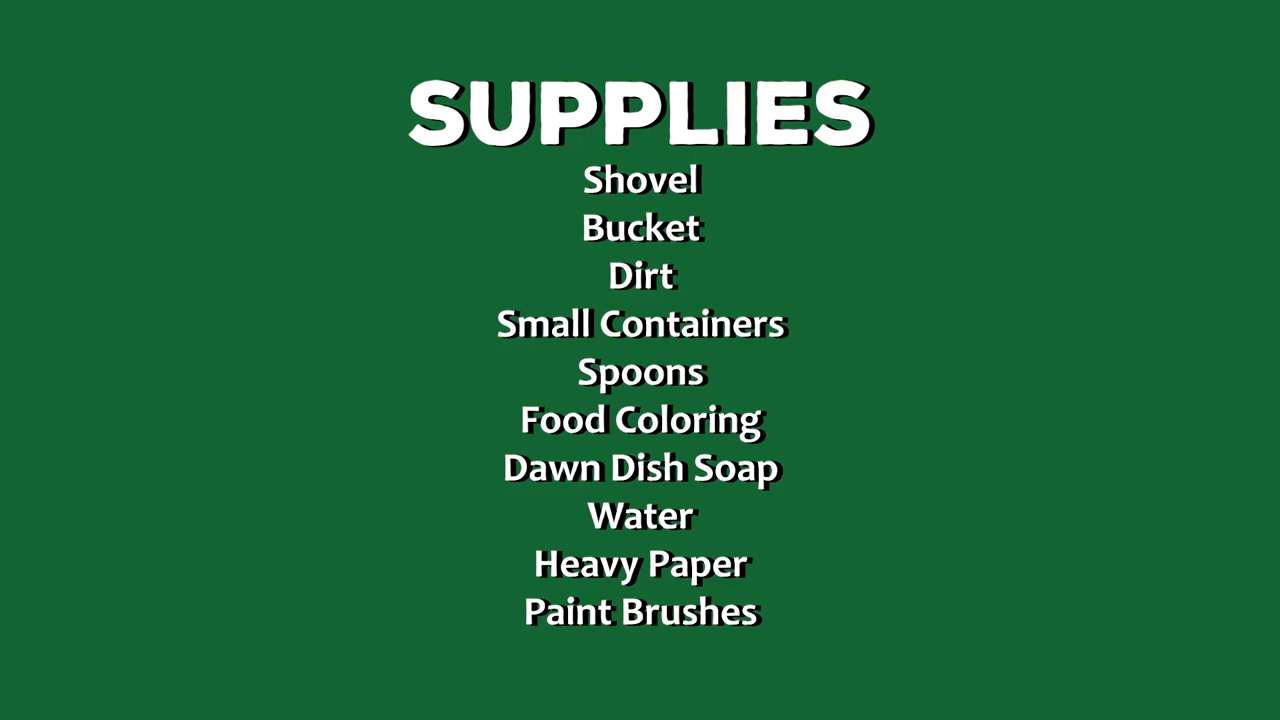 SUPPLIES
Shovel
Bucket
Dirt
Small Containers
Spoons
Food Coloring
Dawn Dish Soap
Water
Heavy Paper
Paint Brushes